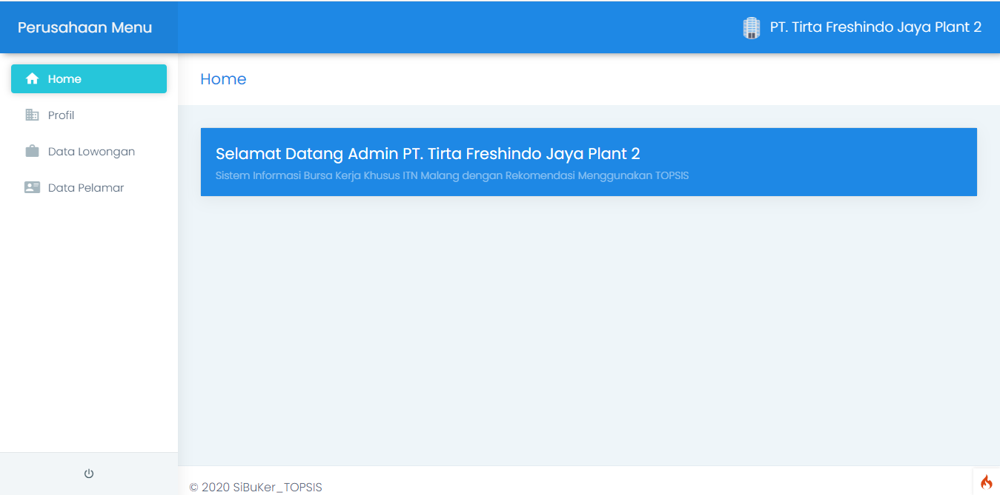 Perusahaan Menu
PT. Tirta Freshindo Jaya Plant 2
Home
Profil
Data Lowongan
Data Pelamar
Home
Selamat Datang Admin PT. Tirta Freshindo Jaya Plant 2
Sistem Informasi Bursa Kerja Khusus ITN Malang dengan Rekomendasi Menggunakan TOPSIS
© 2020 SiBuKer_TOPSIS